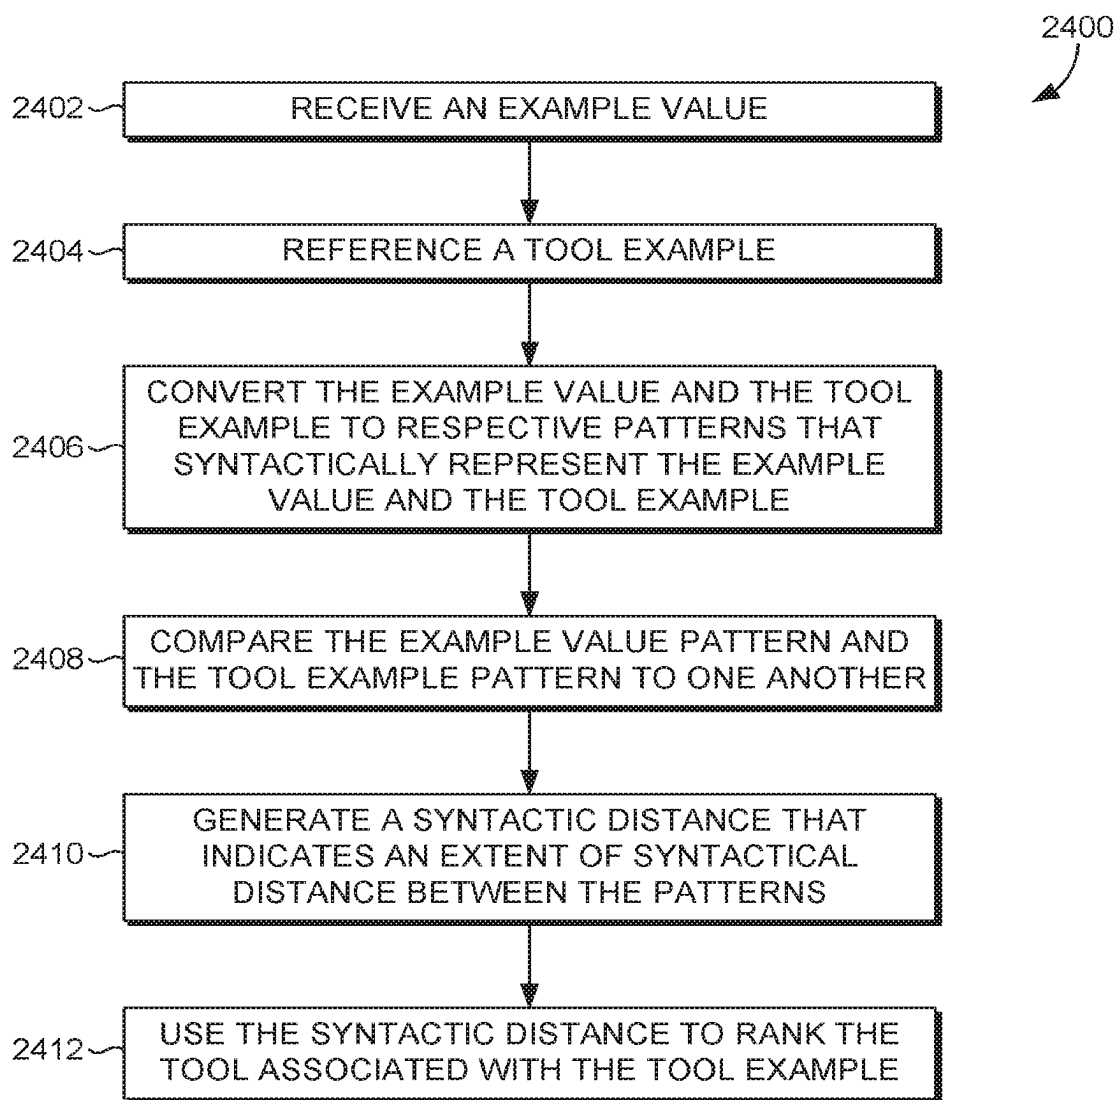 2400
2402
RECEIVE AN EXAMPLE VALUE
2404
REFERENCE A TOOL EXAMPLE
2406
CONVERT THE EXAMPLE VALUE AND THE TOOL
EXAMPLE TO RESPECTIVE PATTERNS THAT
SYNTACTICALLY REPRESENT THE EXAMPLE
VALUE AND THE TOOL EXAMPLE
2408
COMPARE THE EXAMPLE VALUE PATTERN AND
THE TOOL EXAMPLE PATTERN TO ONE ANOTHER
2410
GENERATE A SYNTACTIC DISTANCE THAT
INDICATES AN EXTENT OF SYNTACTICAL
DISTANCE BETWEEN THE PATTERNS
2412
USE THE SYNTACTIC DISTANCE TO RANK THE
TOOL ASSOCIATED WITH THE TOOL EXAMPLE